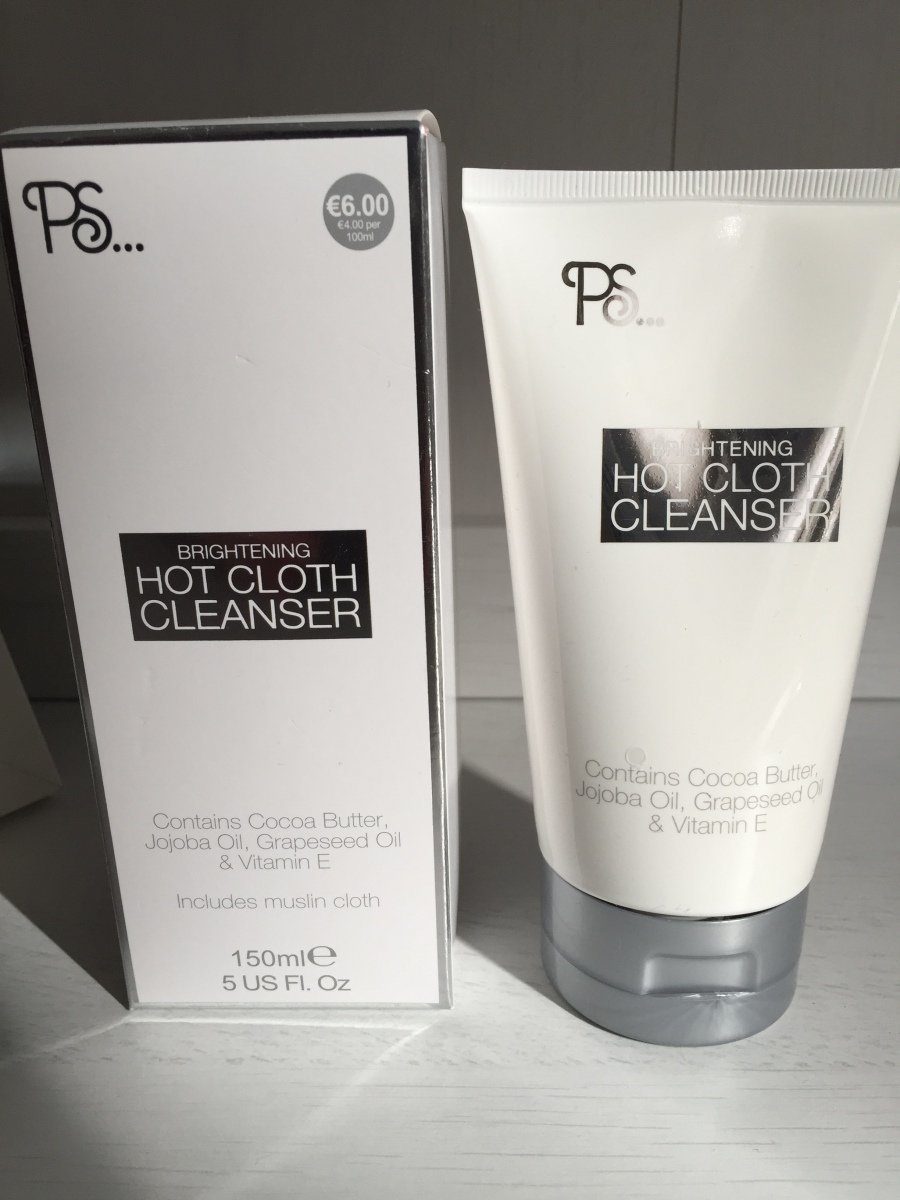 PS...
€6.00
€4.00 per
100ml
BRIGHTENING
HOT CLOTH
CLEANSER
Contains Cocoa Butter,
Jojoba Oil, Grapeseed Oil
& Vitamin E
Includes muslin cloth
150ml℮
5 US Fl. Oz
PS...
BRIGHTENING
HOT CLOTH
CLEANSER
Contains Cocoa Butter,
Jojoba Oil, Grapeseed Oil
& Vitamin E